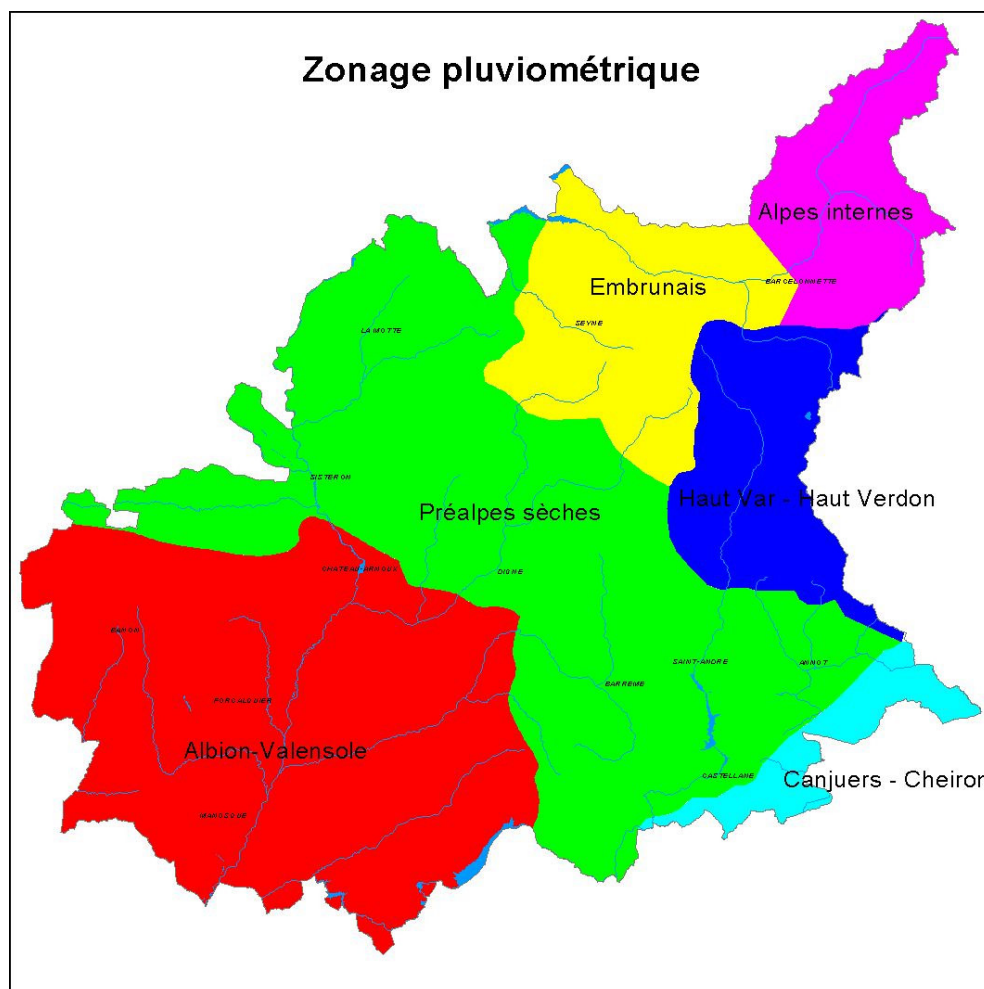 Zonage pluviométrique
Alpes internes
Embrunais
BARCELONNETTE
SEYNE
LA MOTTE
SISTERON
Préalpes sèches
Haut Var - Haut Verdon
CHATEAU-ARNOUX
DIGNE
BANON
SAINT-ANDRE
ANNOT
BARREME
FORCALQUIER
Albion-Valensole
CASTELLANE
Canjuers - Cheiron
MANOSQUE